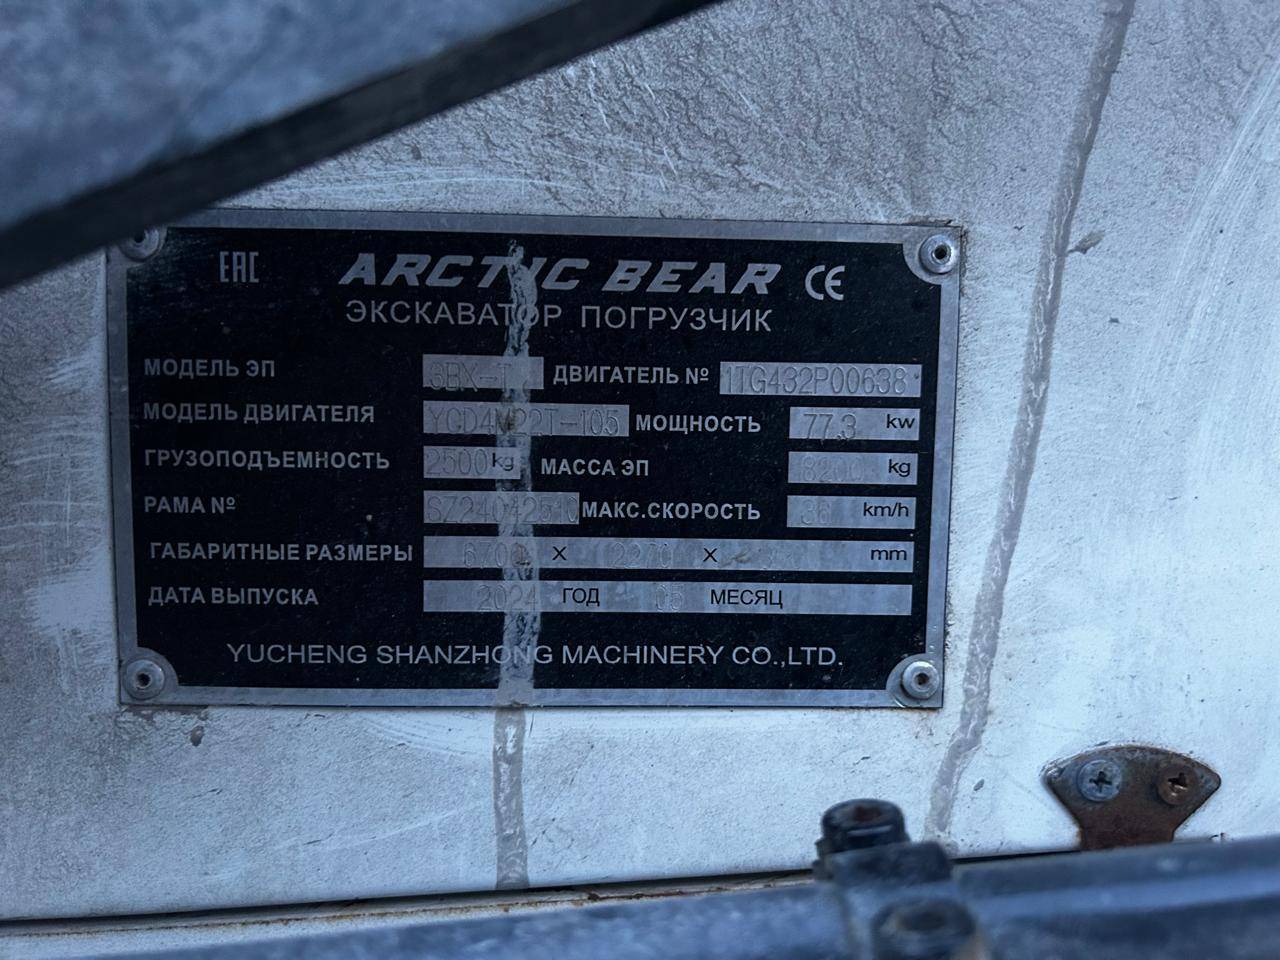 EAC ARCTIC BEAR CE
ЭКСКАВАТОР ПОГРУЗЧИК
МОДЕЛЬ ЭП ДВИГАТЕЛЬ № 1TG432P00638
МОДЕЛЬ ДВИГАТЕЛЯ МОЩНОСТЬ 77.3 kw
ГРУЗОПОДЪЕМНОСТЬ 2500 kg МАССА ЭП 8200 kg
РАМА № МАКС.СКОРОСТЬ 36 km/h
ГАБАРИТНЫЕ РАЗМЕРЫ 6700 X 2270 X mm
ДАТА ВЫПУСКА 2024 ГОД 05 МЕСЯЦ
YUCHENG SHANZHONG MACHINERY CO.,LTD.